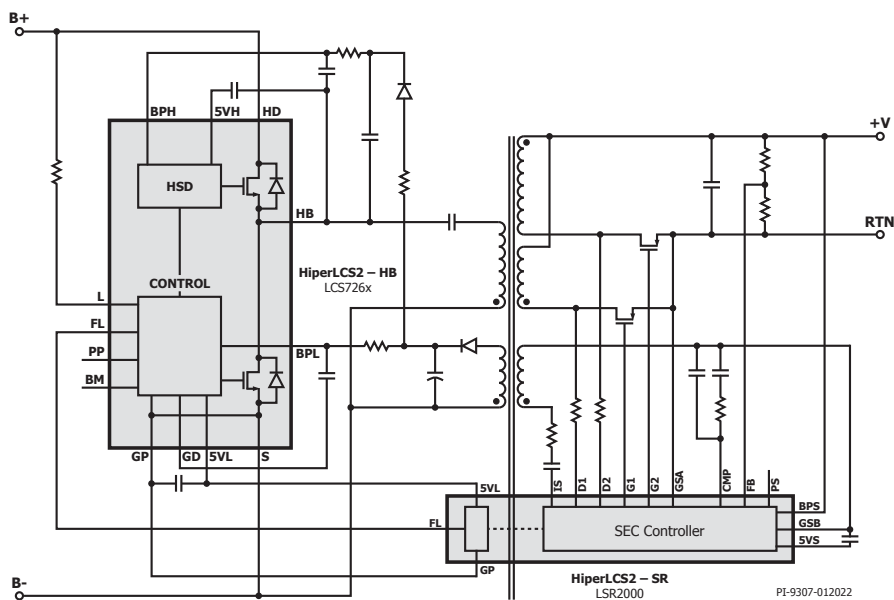 B+
BPH
5VH
HD
+V
HSD
HB
RTN
HiperLCS2 – HB
LCS726x
CONTROL
L
FL
PP
BM
BPL
GP
GD
5VL
S
5VL
IS
D1
D2
G1
G2
GSA
CMP
FB
PS
BPS
FL
SEC Controller
GSB
5VS
GP
HiperLCS2 – SR
LSR2000
B-
PI-9307-012022